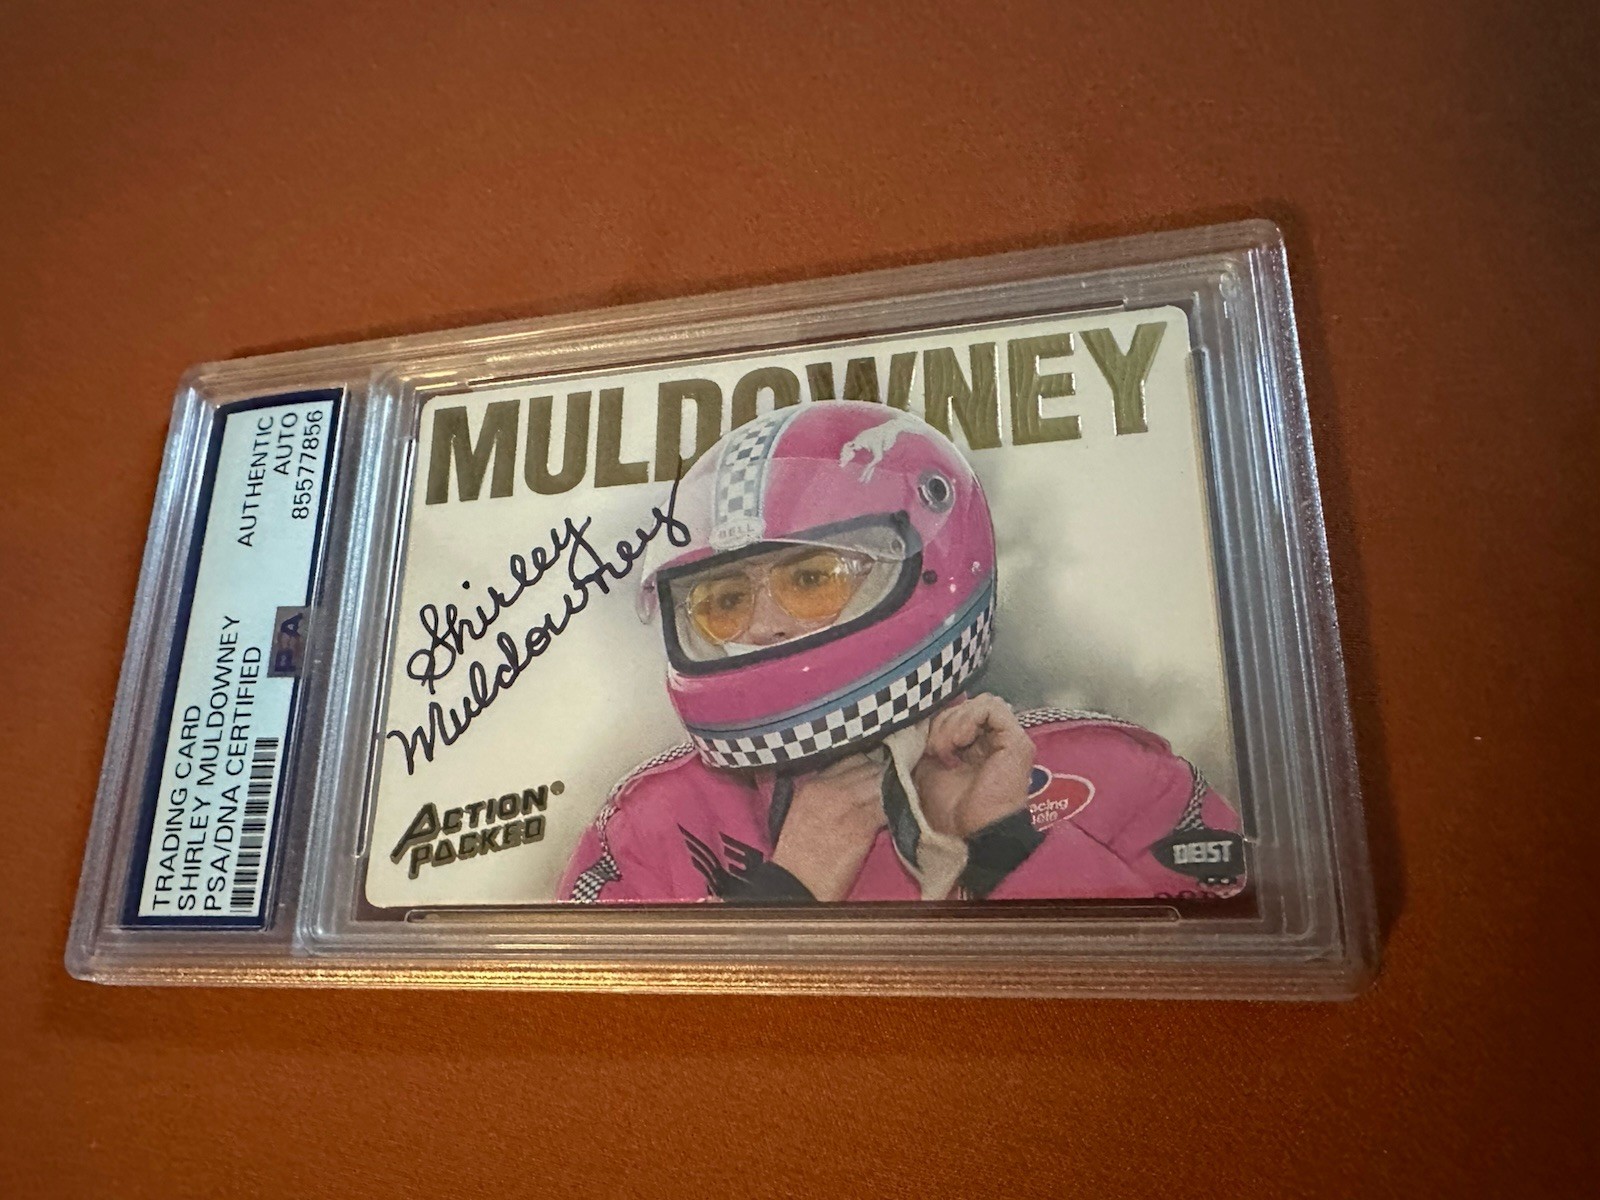 TRADING CARD
SHIRLEY MULDOWNEY
PSA/DNA CERTIFIED
AUTHENTIC
AUTO
85577856
PSA
MULDOWNEY
Shirley
Muldowney
BELL
ACTION®
PACKED
DEIST